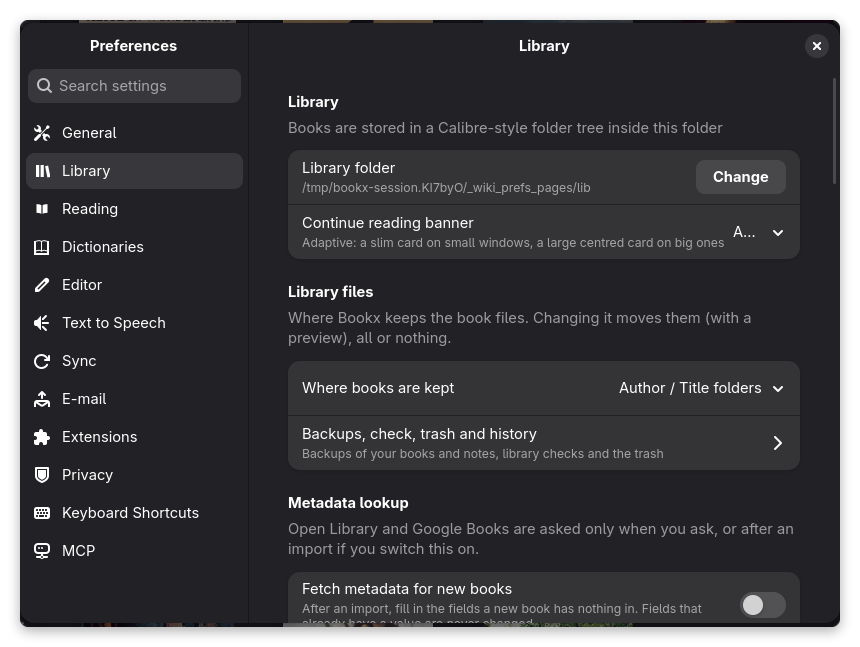 Preferences
Library
Search settings
General
Library
Reading
Dictionaries
Editor
Text to Speech
Sync
E-mail
Extensions
Privacy
Keyboard Shortcuts
MCP
Library
Books are stored in a Calibre-style folder tree inside this folder
Library folder
/tmp/bookx-session.KI7byO/_wiki_prefs_pages/lib
Change
Continue reading banner
Adaptive: a slim card on small windows, a large centred card on big ones
A...
Library files
Where Bookx keeps the book files. Changing it moves them (with a
preview), all or nothing.
Where books are kept
Author / Title folders
Backups, check, trash and history
Backups of your books and notes, library checks and the trash
Metadata lookup
Open Library and Google Books are asked only when you ask, or after an
import if you switch this on.
Fetch metadata for new books
After an import, fill in the fields a new book has nothing in. Fields that
already have a value are never changed.